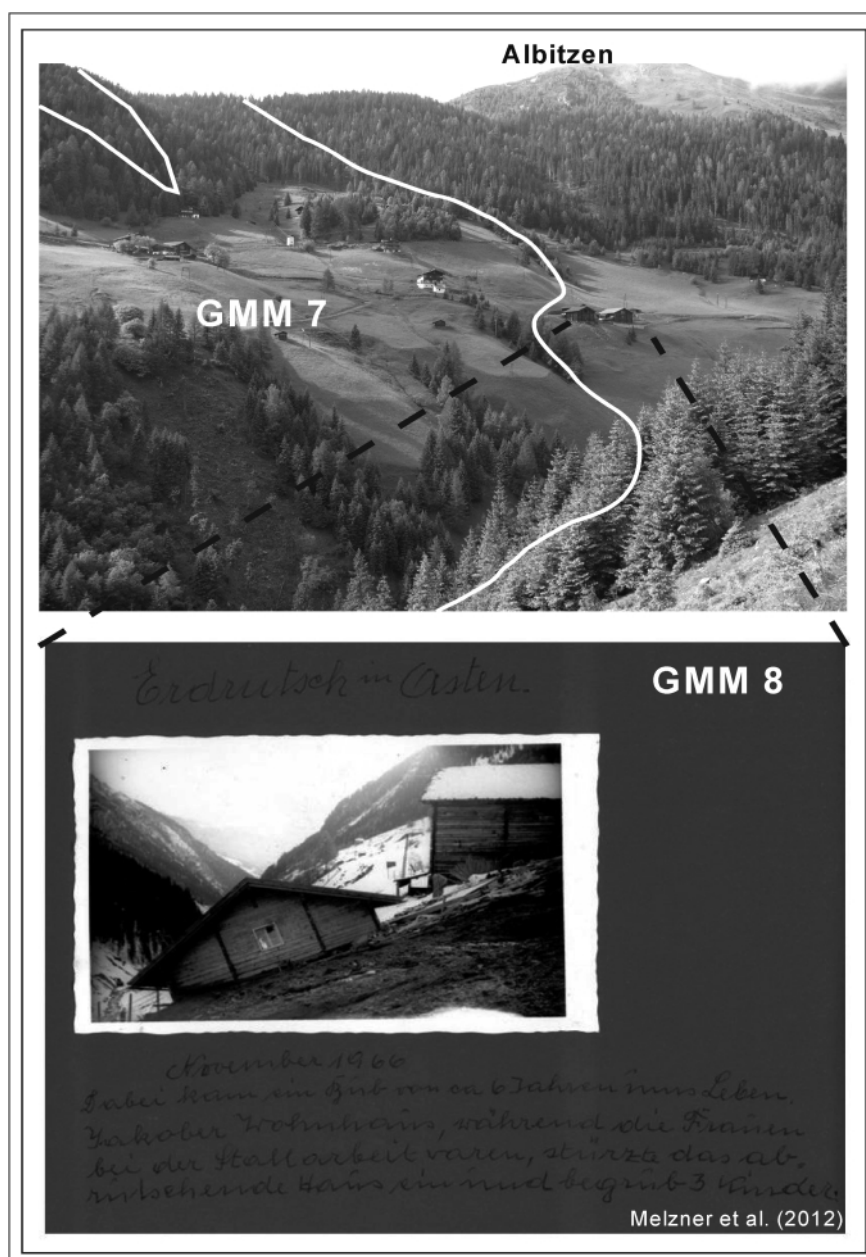 Albitzen
GMM 7
Erdrutsch in Asten.
GMM 8
November 1966
Dabei kam ein Bub von ca 6 Jahren ums Leben.
Jakober Wohnhaus, während die Frauen
bei der Stallarbeit waren, stürzte das ab-
rutschende Haus ein und begrub 3 Kinder.
Melzner et al. (2012)